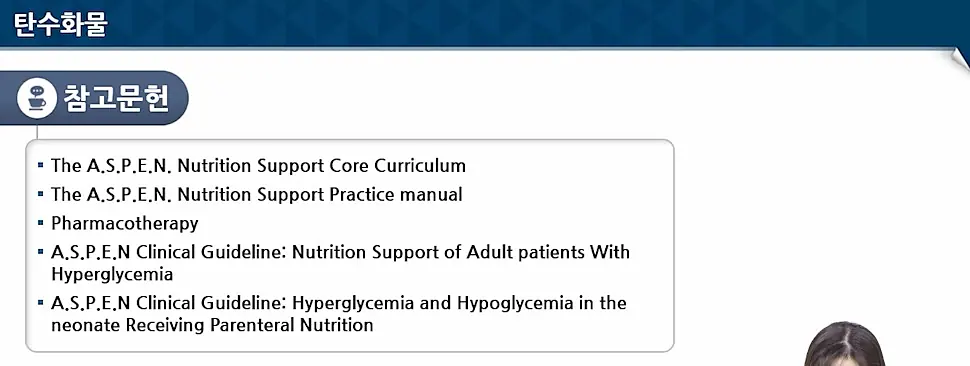 탄수화물
참고문헌
▪ The A.S.P.E.N. Nutrition Support Core Curriculum
▪ The A.S.P.E.N. Nutrition Support Practice manual
▪ Pharmacotherapy
▪ A.S.P.E.N Clinical Guideline: Nutrition Support of Adult patients With
Hyperglycemia
▪ A.S.P.E.N Clinical Guideline: Hyperglycemia and Hypoglycemia in the
neonate Receiving Parenteral Nutrition